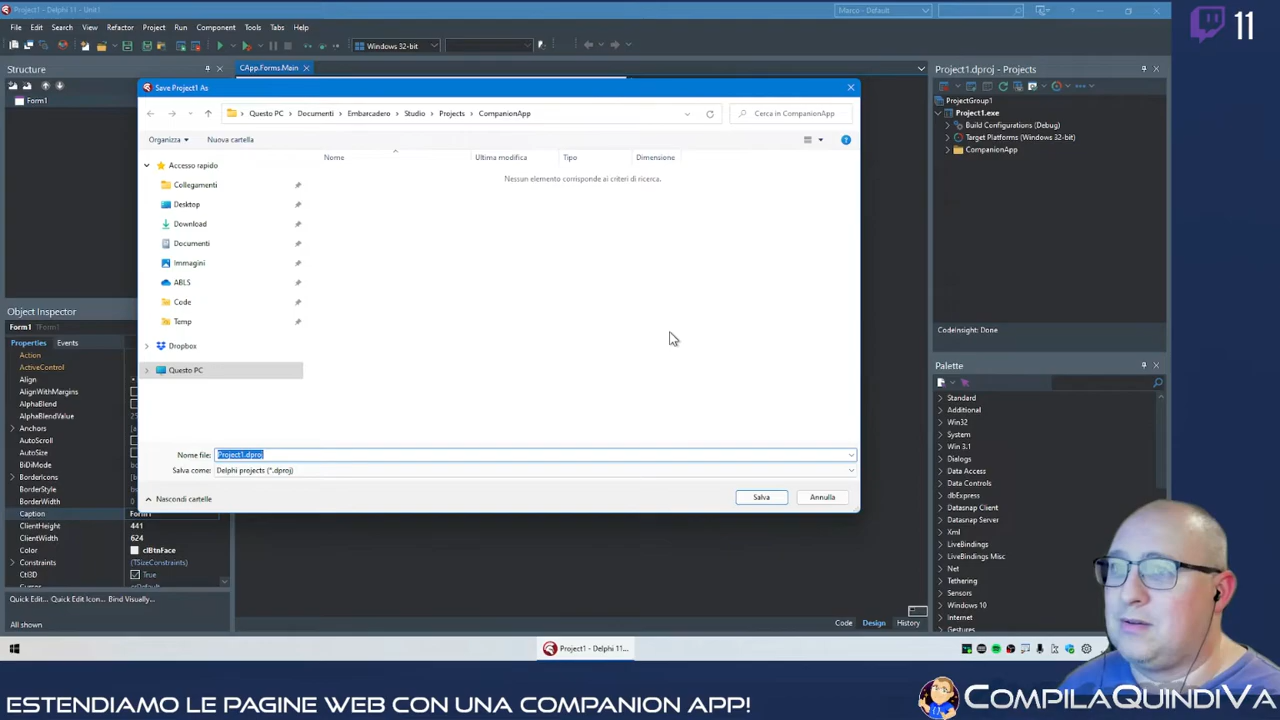 Project1 - Delphi 11 - Unit1
Marco - Default
11
File Edit Search View Refactor Project Run Component Tools Tabs Help
Windows 32-bit
Structure
CApp.Forms.Main
Project1.dproj - Projects
Form1
Save Project1 As
Questo PC > Documenti > Embarcadero > Studio > Projects > CompanionApp
Cerca in CompanionApp
Organizza
Nuova cartella
Nome
Ultima modifica
Tipo
Dimensione
Nessun elemento corrisponde ai criteri di ricerca.
Accesso rapido
Collegamenti
Desktop
Download
Documenti
Immagini
ABLS
Code
Temp
Dropbox
Questo PC
Nome file:
Project1.dproj
Salva come:
Delphi projects (*.dproj)
Nascondi cartelle
Salva
Annulla
ProjectGroup1
Project1.exe
Build Configurations (Debug)
Target Platforms (Windows 32-bit)
CompanionApp
CodeInsight: Done
Object Inspector
Form1 TForm1
Properties Events
Action
ActiveControl
Align
AlignWithMargins
AlphaBlend
AlphaBlendValue
Anchors
AutoScroll
AutoSize
BiDiMode
BorderIcons
BorderStyle
BorderWidth
Caption Form1
ClientHeight 441
ClientWidth 624
Color clBtnFace
Constraints (TSizeConstraints)
Ctl3D True
Quick Edit... Quick Edit Icon... Bind Visually...
All shown
Palette
Standard
Additional
Win32
System
Win 3.1
Dialogs
Data Access
Data Controls
dbExpress
Datasnap Client
Datasnap Server
Xml
LiveBindings
LiveBindings Misc
Net
Tethering
Sensors
Windows 10
Internet
Gestures
Code Design History
Project1 - Delphi 11...
ESTENDIAMO LE PAGINE WEB CON UNA COMPANION APP!
COMPILAQUINDIVA